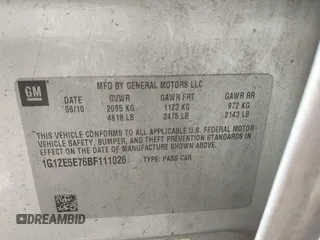 GM
MFD BY GENERAL MOTORS LLC
DATE GVWR GAWR FRT GAWR RR
08/10 2095 KG 1123 KG 972 KG
4618 LB 2475 LB 2143 LB
THIS VEHICLE CONFORMS TO ALL APPLICABLE U.S. FEDERAL MOTOR
VEHICLE SAFETY, BUMPER, AND THEFT PREVENTION STANDARDS
IN EFFECT ON THE DATE OF MANUFACTURE SHOWN ABOVE.
1G1ZE5E76BF111026 TYPE: PASS CAR
DREAMBID